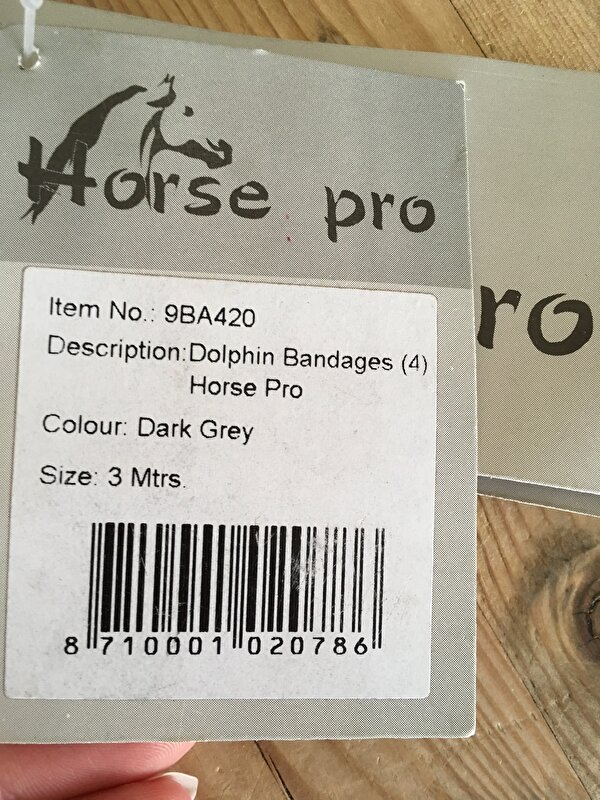 Horse pro
ro
Item No.: 9BA420
Description:Dolphin Bandages (4)
Horse Pro
Colour: Dark Grey
Size: 3 Mtrs.
8 710001 020786